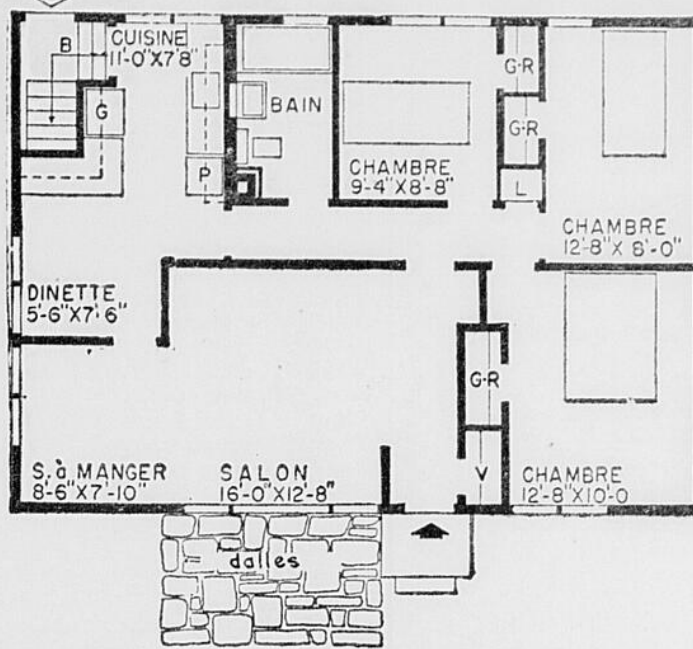 B
CUISINE
11'-0"X7'8"
G
P
BAIN
G·R
G·R
L
CHAMBRE
9'-4"X8'-8"
CHAMBRE
12'-8"X 8'-0"
DINETTE
5'-6"X7'6"
G·R
V
S. à MANGER
8'-6"X7'-10"
SALON
16'-0"X12'-8"
CHAMBRE
12'-8"X10'-0
dalles